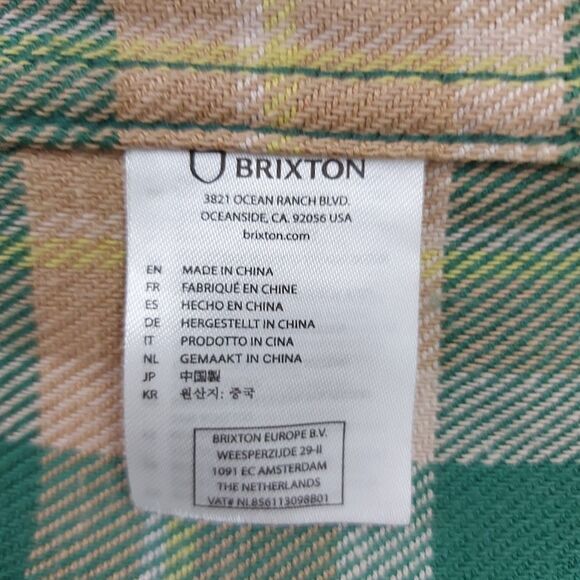 BRIXTON
3821 OCEAN RANCH BLVD.
OCEANSIDE, CA. 92056 USA
brixton.com
EN MADE IN CHINA
FR FABRIQUÉ EN CHINE
ES HECHO EN CHINA
DE HERGESTELLT IN CHINA
IT PRODOTTO IN CINA
NL GEMAAKT IN CHINA
JP 中国製
KR 원산지: 중국
BRIXTON EUROPE B.V.
WEESPERZIJDE 29-II
1091 EC AMSTERDAM
THE NETHERLANDS
VAT# NL856113098B01